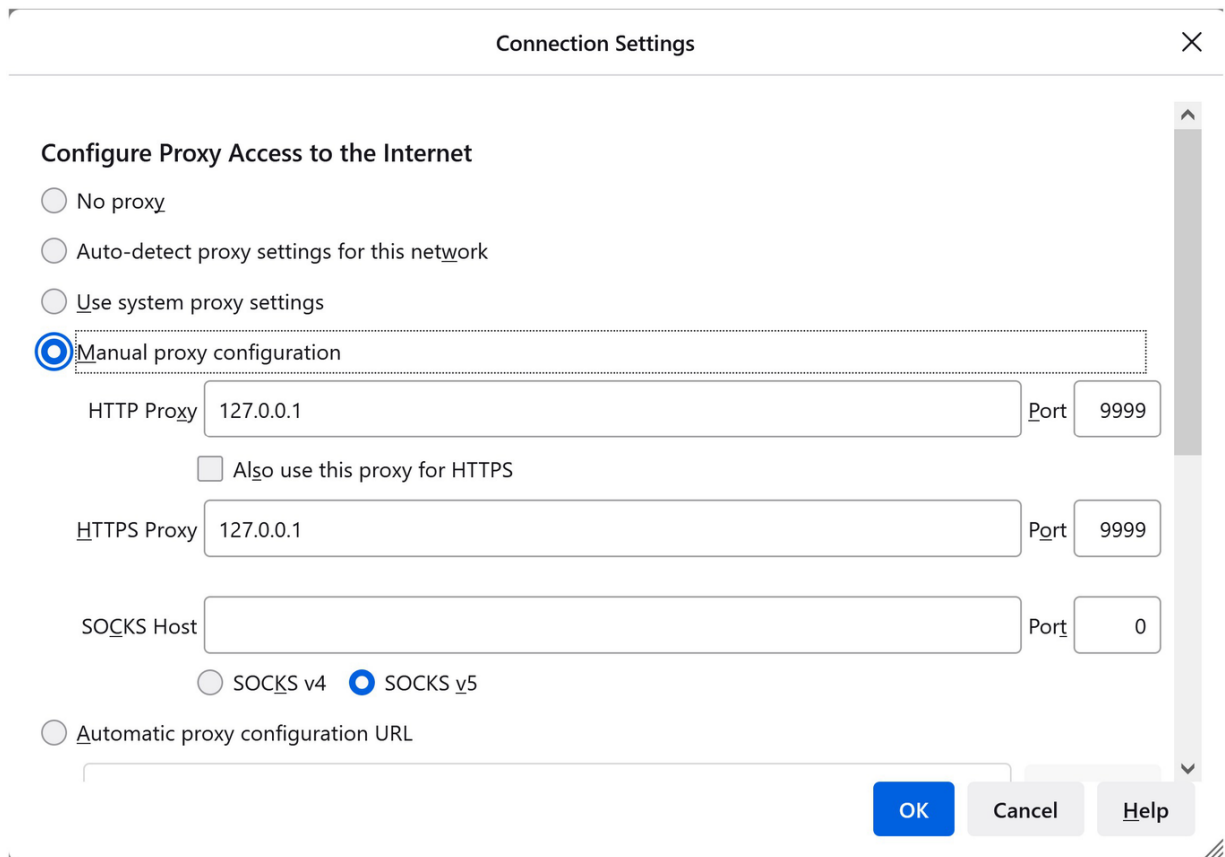 Connection Settings
Configure Proxy Access to the Internet
No proxy
Auto-detect proxy settings for this network
Use system proxy settings
Manual proxy configuration
HTTP Proxy 127.0.0.1 Port 9999
Also use this proxy for HTTPS
HTTPS Proxy 127.0.0.1 Port 9999
SOCKS Host Port 0
SOCKS v4 SOCKS v5
Automatic proxy configuration URL
OK Cancel Help